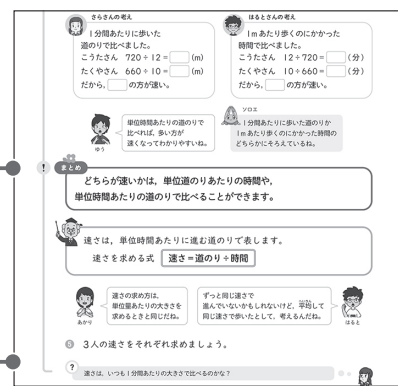 さらさんの考え
1分間あたりに歩いた
道のりで比べました。
こうたさん 720÷12=□(m)
たくやさん 660÷10=□(m)
だから、□の方が速い。
はるとさんの考え
1mあたり歩くのにかかった
時間で比べました。
こうたさん 12÷720=□(分)
たくやさん 10÷660=□(分)
だから、□の方が速い。
単位時間あたりの道のりで
比べれば、多い方が
速くなってわかりやすいね。
ゆう
ソロエ
1分間あたりに歩いた道のりか
1mあたり歩くのにかかった時間の
どちらかにそろえているね。
! まとめ
どちらが速いかは、単位道のりあたりの時間や、
単位時間あたりの道のりで比べることができます。
速さは、単位時間あたりに進む道のりで表します。
速さを求める式 速さ=道のり÷時間
速さの求め方は、
単位量あたりの大きさを
求めるときと同じだね。
あかり
ずっと同じ速さで
進んでいないかもしれないけど、平均して
同じ速さで歩いたとして、考えるんだね。
はると
⑤ 3人の速さをそれぞれ求めましょう。
? 速さは、いつも1分間あたりの大きさで比べるのかな?